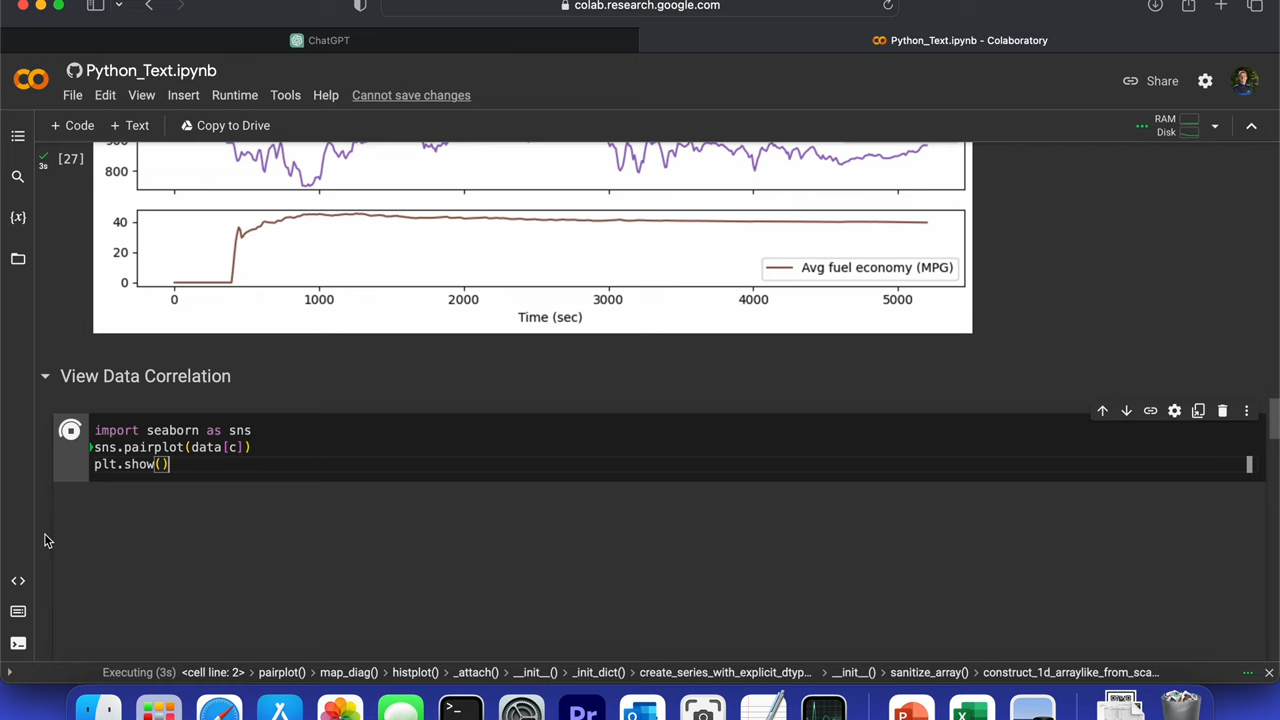 colab.research.google.com
ChatGPT
Python_Text.ipynb - Colaboratory
Python_Text.ipynb
Share
File Edit View Insert Runtime Tools Help Cannot save changes
+ Code + Text Copy to Drive
RAM
Disk
[27]
3s
800
40
20
0
Avg fuel economy (MPG)
0 1000 2000 3000 4000 5000
Time (sec)
View Data Correlation
import seaborn as sns
sns.pairplot(data[c])
plt.show()
Executing (3s) <cell line: 2> pairplot() map_diag() histplot() _attach() __init__() _init_dict() create_series_with_explicit_dtyp... __init__() sanitize_array() construct_1d_arraylike_from_sca...
Pr